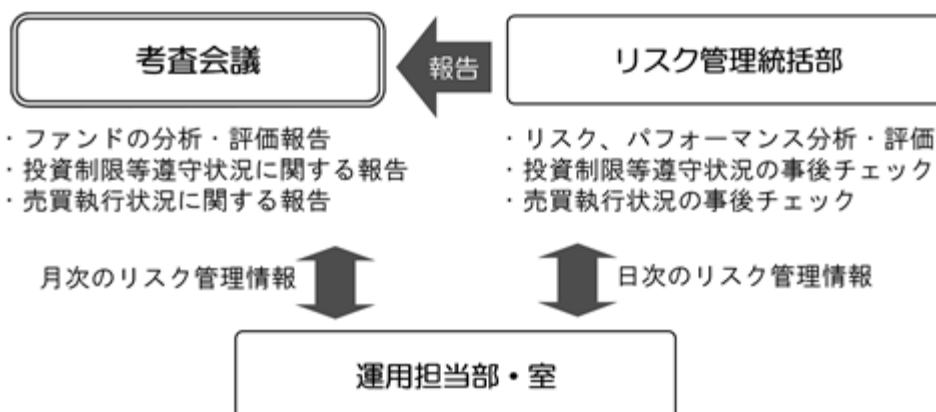 考査会議
報告
リスク管理統括部
・ファンドの分析・評価報告
・投資制限等遵守状況に関する報告
・売買執行状況に関する報告
・リスク、パフォーマンス分析・評価
・投資制限等遵守状況の事後チェック
・売買執行状況の事後チェック
月次のリスク管理情報
日次のリスク管理情報
運用担当部・室